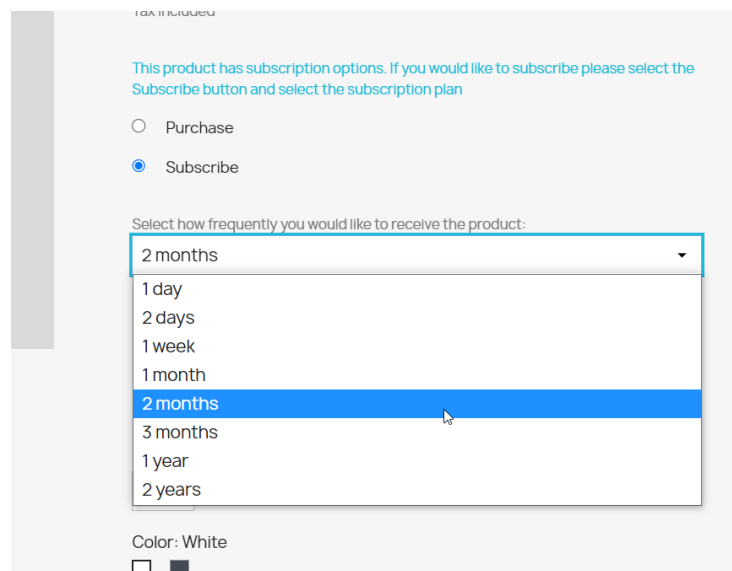 Tax included
This product has subscription options. If you would like to subscribe please select the
Subscribe button and select the subscription plan
Purchase
Subscribe
Select how frequently you would like to receive the product:
2 months
1 day
2 days
1 week
1 month
2 months
3 months
1 year
2 years
Color: White